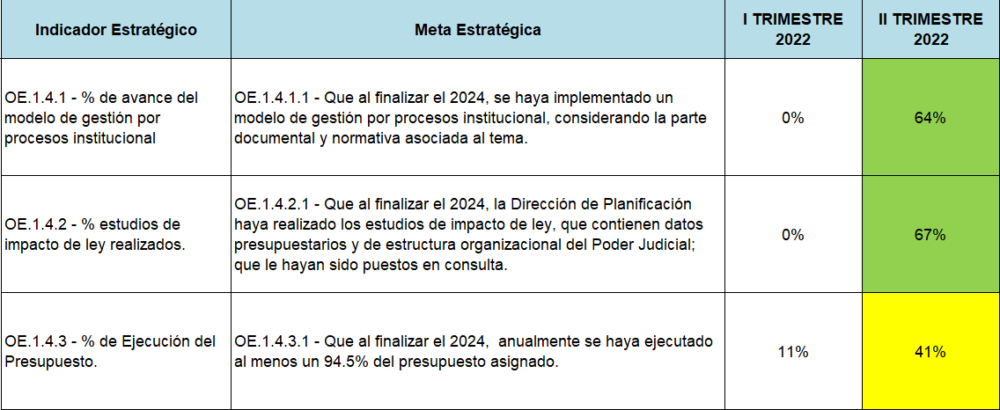 Indicador Estratégico
Meta Estratégica
I TRIMESTRE
2022
II TRIMESTRE
2022
OE.1.4.1 - % de avance del
modelo de gestión por
procesos institucional
OE.1.4.1.1 - Que al finalizar el 2024, se haya implementado un
modelo de gestión por procesos institucional, considerando la parte
documental y normativa asociada al tema.
0%
64%
OE.1.4.2 - % estudios de
impacto de ley realizados.
OE.1.4.2.1 - Que al finalizar el 2024, la Dirección de Planificación
haya realizado los estudios de impacto de ley, que contienen datos
presupuestarios y de estructura organizacional del Poder Judicial;
que le hayan sido puestos en consulta.
0%
67%
OE.1.4.3 - % de Ejecución del
Presupuesto.
OE.1.4.3.1 - Que al finalizar el 2024,  anualmente se haya ejecutado
al menos un 94.5% del presupuesto asignado.
11%
41%